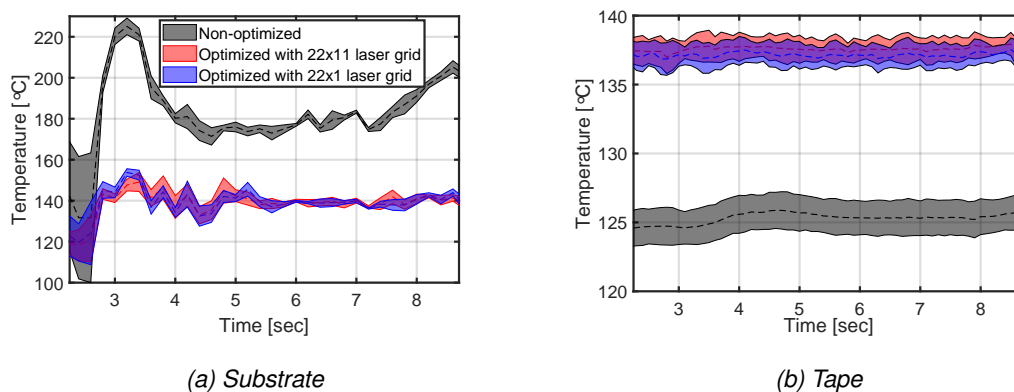 220
200
180
160
140
120
100
Temperature [°C]
Non-optimized
Optimized with 22x11 laser grid
Optimized with 22x1 laser grid
3 4 5 6 7 8
Time [sec]
(a) Substrate
140
135
130
125
120
Temperature [°C]
3 4 5 6 7 8
Time [sec]
(b) Tape